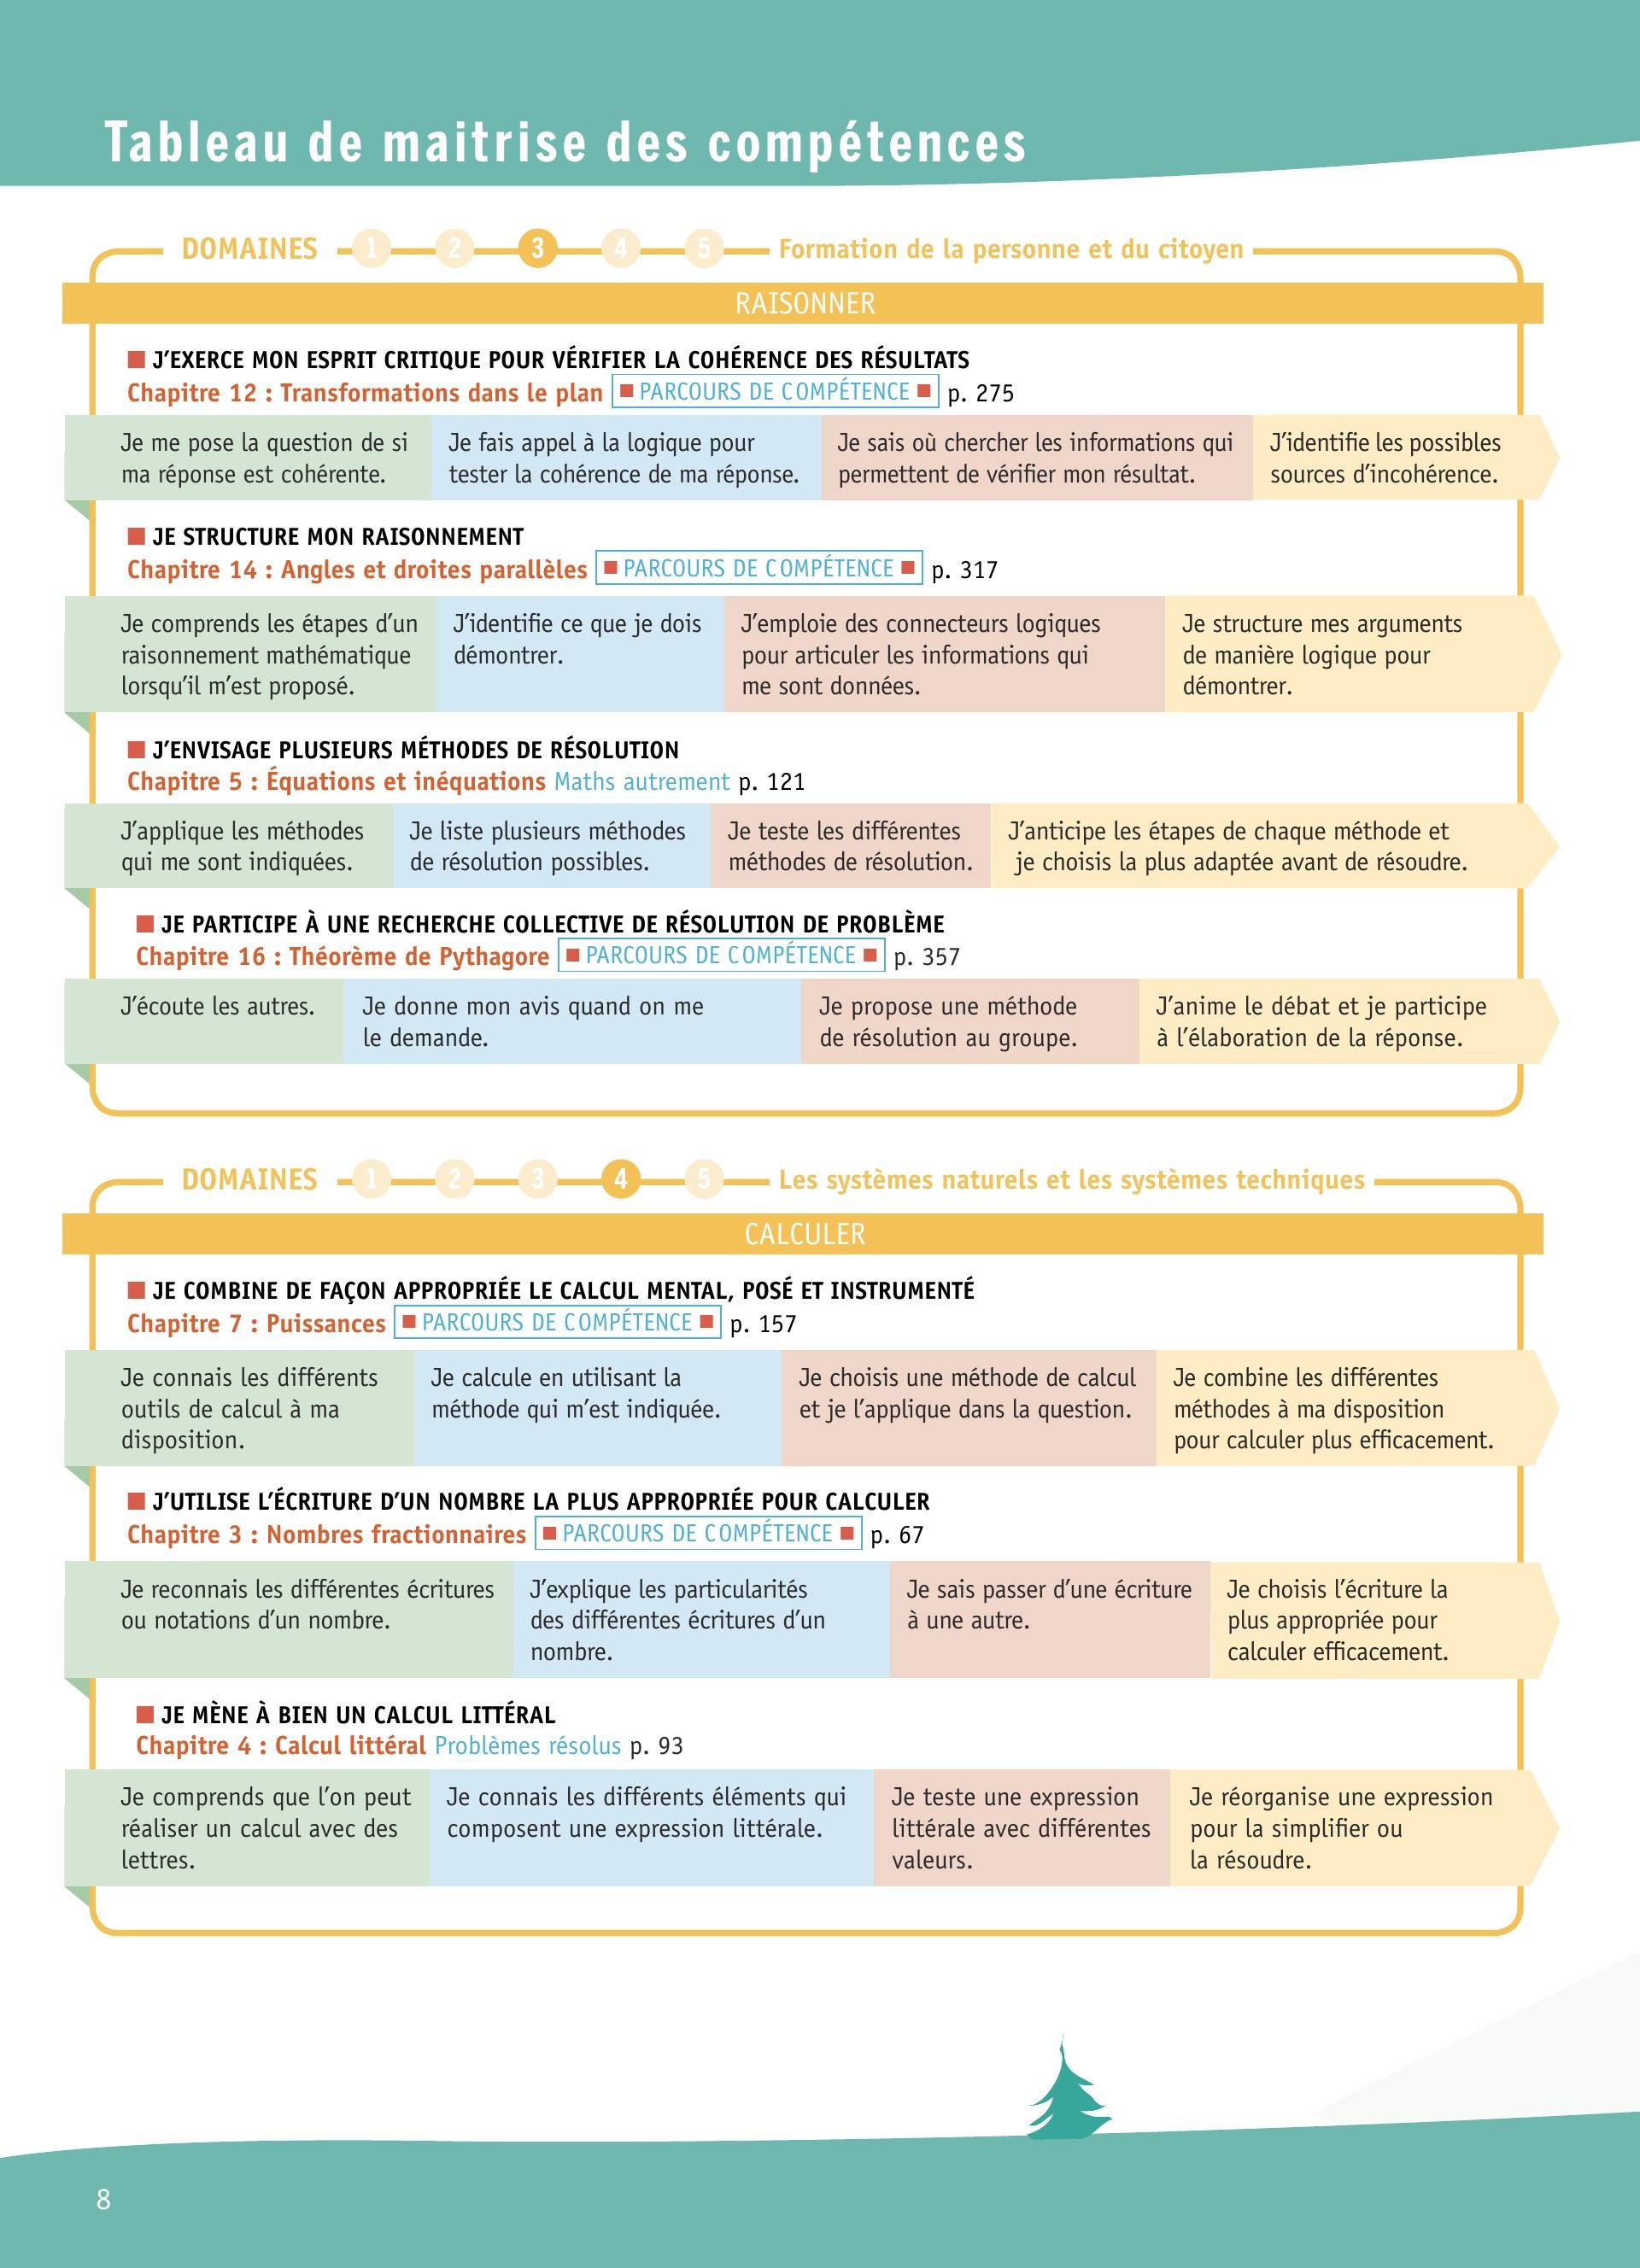 Tableau de maitrise des compétences
DOMAINES 1 2 3 4 5 Formation de la personne et du citoyen
RAISONNER
J’EXERCE MON ESPRIT CRITIQUE POUR VÉRIFIER LA COHÉRENCE DES RÉSULTATS
Chapitre 12 : Transformations dans le plan PARCOURS DE COMPÉTENCE p. 275
Je me pose la question de si
ma réponse est cohérente.
Je fais appel à la logique pour
tester la cohérence de ma réponse.
Je sais où chercher les informations qui
permettent de vérifier mon résultat.
J’identifie les possibles
sources d’incohérence.
JE STRUCTURE MON RAISONNEMENT
Chapitre 14 : Angles et droites parallèles PARCOURS DE COMPÉTENCE p. 317
Je comprends les étapes d’un
raisonnement mathématique
lorsqu’il m’est proposé.
J’identifie ce que je dois
démontrer.
J’emploie des connecteurs logiques
pour articuler les informations qui
me sont données.
Je structure mes arguments
de manière logique pour
démontrer.
J’ENVISAGE PLUSIEURS MÉTHODES DE RÉSOLUTION
Chapitre 5 : Équations et inéquations Maths autrement p. 121
J’applique les méthodes
qui me sont indiquées.
Je liste plusieurs méthodes
de résolution possibles.
Je teste les différentes
méthodes de résolution.
J’anticipe les étapes de chaque méthode et
je choisis la plus adaptée avant de résoudre.
JE PARTICIPE À UNE RECHERCHE COLLECTIVE DE RÉSOLUTION DE PROBLÈME
Chapitre 16 : Théorème de Pythagore PARCOURS DE COMPÉTENCE p. 357
J’écoute les autres.
Je donne mon avis quand on me
le demande.
Je propose une méthode
de résolution au groupe.
J’anime le débat et je participe
à l’élaboration de la réponse.
DOMAINES 1 2 3 4 5 Les systèmes naturels et les systèmes techniques
CALCULER
JE COMBINE DE FAÇON APPROPRIÉE LE CALCUL MENTAL, POSÉ ET INSTRUMENTÉ
Chapitre 7 : Puissances PARCOURS DE COMPÉTENCE p. 157
Je connais les différents
outils de calcul à ma
disposition.
Je calcule en utilisant la
méthode qui m’est indiquée.
Je choisis une méthode de calcul
et je l’applique dans la question.
Je combine les différentes
méthodes à ma disposition
pour calculer plus efficacement.
J’UTILISE L’ÉCRITURE D’UN NOMBRE LA PLUS APPROPRIÉE POUR CALCULER
Chapitre 3 : Nombres fractionnaires PARCOURS DE COMPÉTENCE p. 67
Je reconnais les différentes écritures
ou notations d’un nombre.
J’explique les particularités
des différentes écritures d’un
nombre.
Je sais passer d’une écriture
à une autre.
Je choisis l’écriture la
plus appropriée pour
calculer efficacement.
JE MÈNE À BIEN UN CALCUL LITTÉRAL
Chapitre 4 : Calcul littéral Problèmes résolus p. 93
Je comprends que l’on peut
réaliser un calcul avec des
lettres.
Je connais les différents éléments qui
composent une expression littérale.
Je teste une expression
littérale avec différentes
valeurs.
Je réorganise une expression
pour la simplifier ou
la résoudre.
8